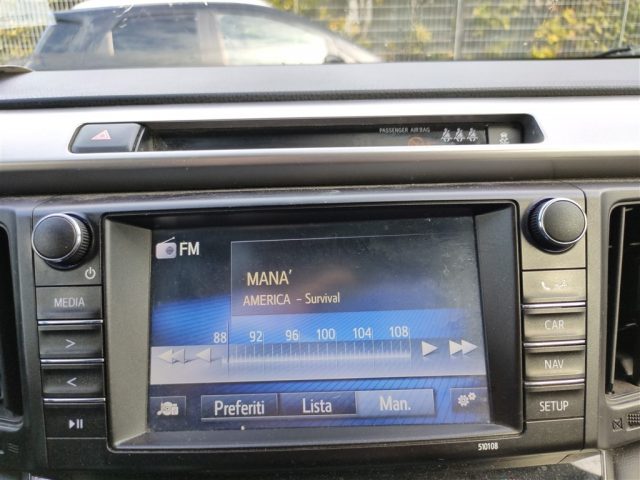 PASSENGER AIR BAG
FM
MANA'
AMERICA - Survival
88 92 96 100 104 108
Preferiti Lista Man.
MEDIA
>
<
CAR
NAV
SETUP
510108